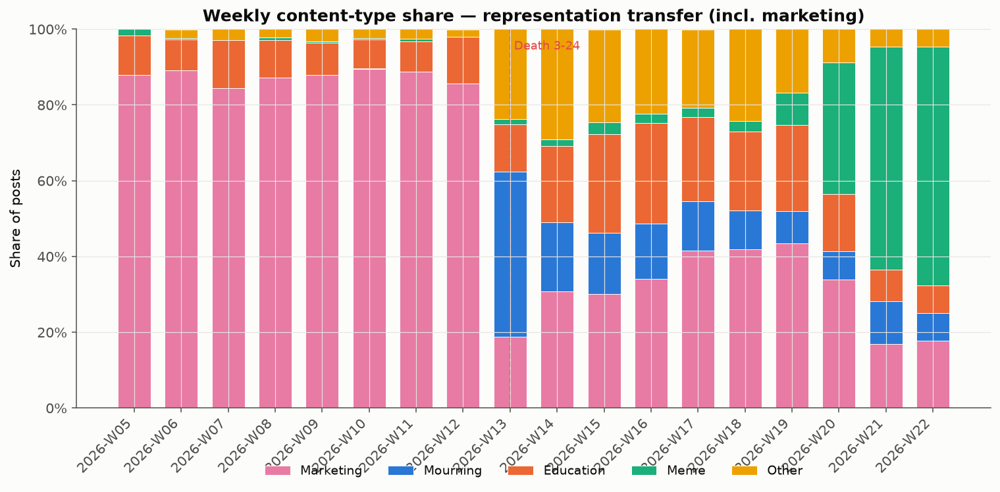 Weekly content-type share — representation transfer (incl. marketing)
100%
80%
60%
40%
20%
0%
Share of posts
Death 3-24
2026-W05
2026-W06
2026-W07
2026-W08
2026-W09
2026-W10
2026-W11
2026-W12
2026-W13
2026-W14
2026-W15
2026-W16
2026-W17
2026-W18
2026-W19
2026-W20
2026-W21
2026-W22
Marketing Mourning Education Meme Other